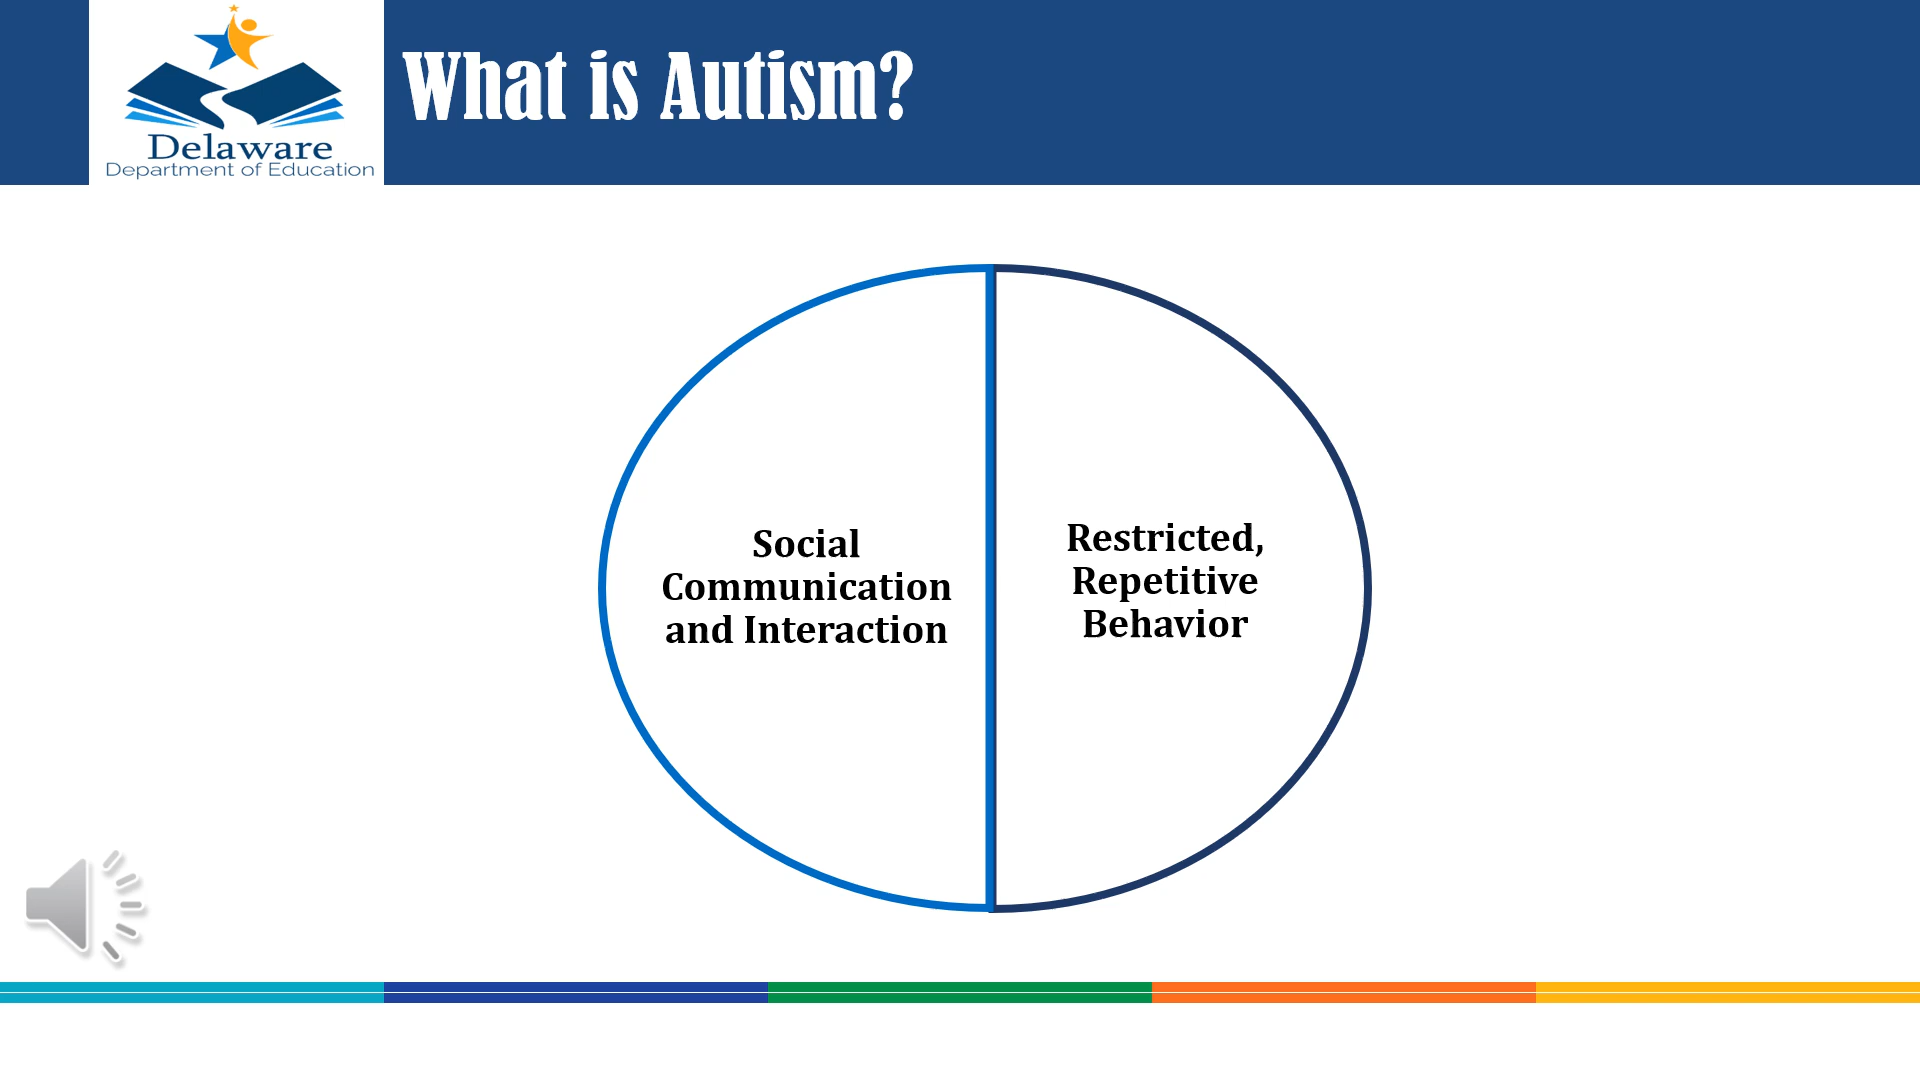 Delaware
Department of Education
What is Autism?
Social
Communication
and Interaction
Restricted,
Repetitive
Behavior